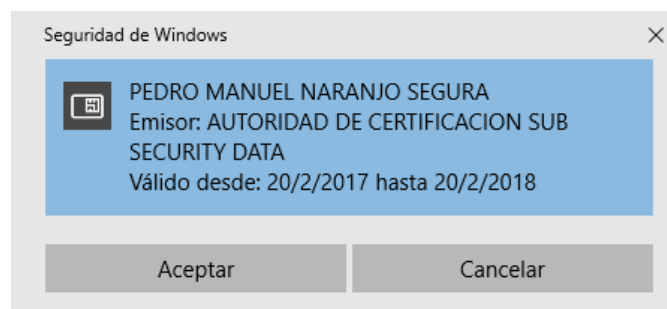 Seguridad de Windows
PEDRO MANUEL NARANJO SEGURA
Emisor: AUTORIDAD DE CERTIFICACION SUB
SECURITY DATA
Válido desde: 20/2/2017 hasta 20/2/2018
Aceptar
Cancelar